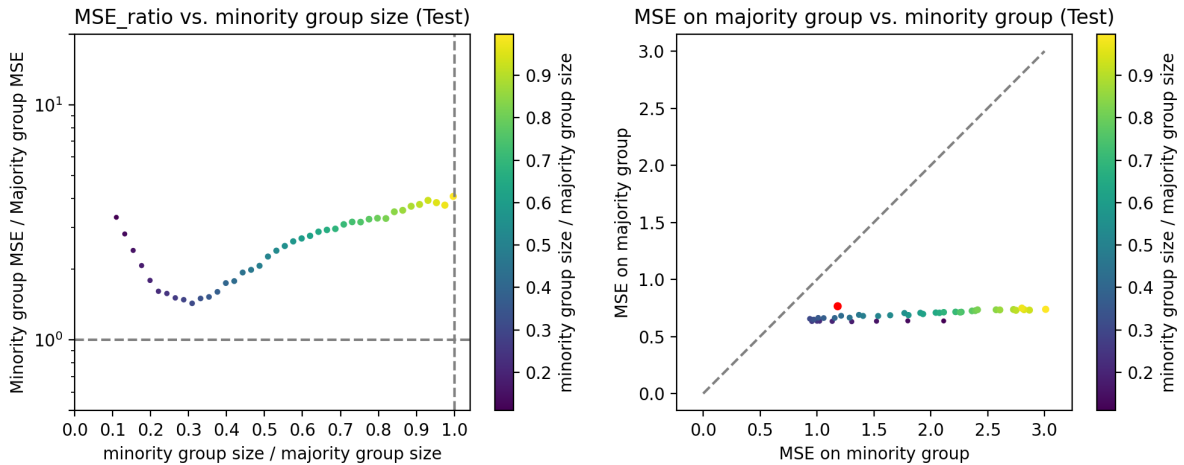 MSE_ratio vs. minority group size (Test)
Minority group MSE / Majority group MSE
10¹
10⁰
0.0 0.1 0.2 0.3 0.4 0.5 0.6 0.7 0.8 0.9 1.0
minority group size / majority group size
0.9
0.8
0.7
0.6
0.5
0.4
0.3
0.2
minority group size / majority group size
MSE on majority group vs. minority group (Test)
MSE on majority group
3.0
2.5
2.0
1.5
1.0
0.5
0.0
0.0 0.5 1.0 1.5 2.0 2.5 3.0
MSE on minority group
0.9
0.8
0.7
0.6
0.5
0.4
0.3
0.2
minority group size / majority group size